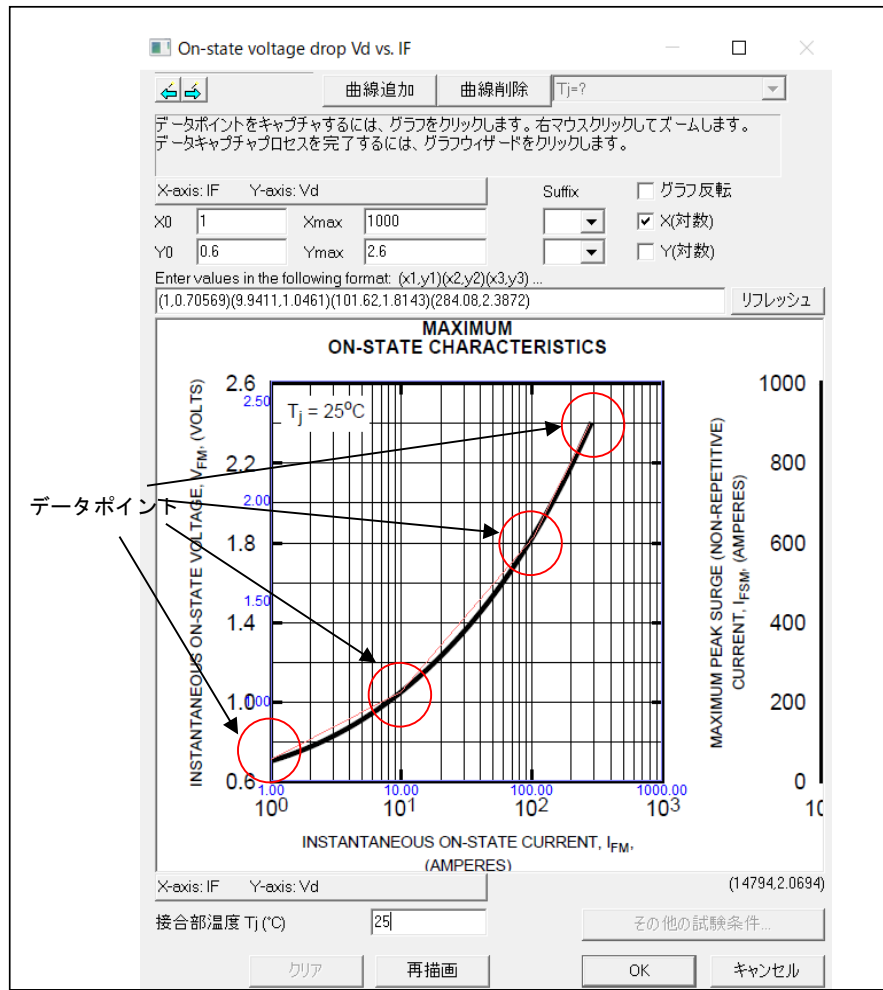 On-state voltage drop Vd vs. IF
曲線追加 曲線削除 Tj=?
データポイントをキャプチャするには、グラフをクリックします。右マウスクリックしてズームします。
データキャプチャプロセスを完了するには、グラフウィザードをクリックします。
X-axis: IF Y-axis: Vd
Suffix
グラフ反転
X0 1 Xmax 1000
X(対数)
Y0 0.6 Ymax 2.6
Y(対数)
Enter values in the following format: (x1,y1)(x2,y2)(x3,y3) ...
(1,0.70569)(9.9411,1.0461)(101.62,1.8143)(284.08,2.3872)
リフレッシュ
MAXIMUM
ON-STATE CHARACTERISTICS
INSTANTANEOUS ON-STATE VOLTAGE, VFM, (VOLTS)
2.6
2.50
2.2
2.00
1.8
1.50
1.4
1.0
1.00
0.6
Tj = 25°C
データポイント
1.00 10.00 100.00 1000.00
10⁰ 10¹ 10² 10³
INSTANTANEOUS ON-STATE CURRENT, IFM,
(AMPERES)
MAXIMUM PEAK SURGE (NON-REPETITIVE)
CURRENT, IFSM, (AMPERES)
1000
800
600
400
200
0
10
X-axis: IF Y-axis: Vd
(14794,2.0694)
接合部温度 Tj (°C) 25
その他の試験条件...
クリア 再描画 OK キャンセル